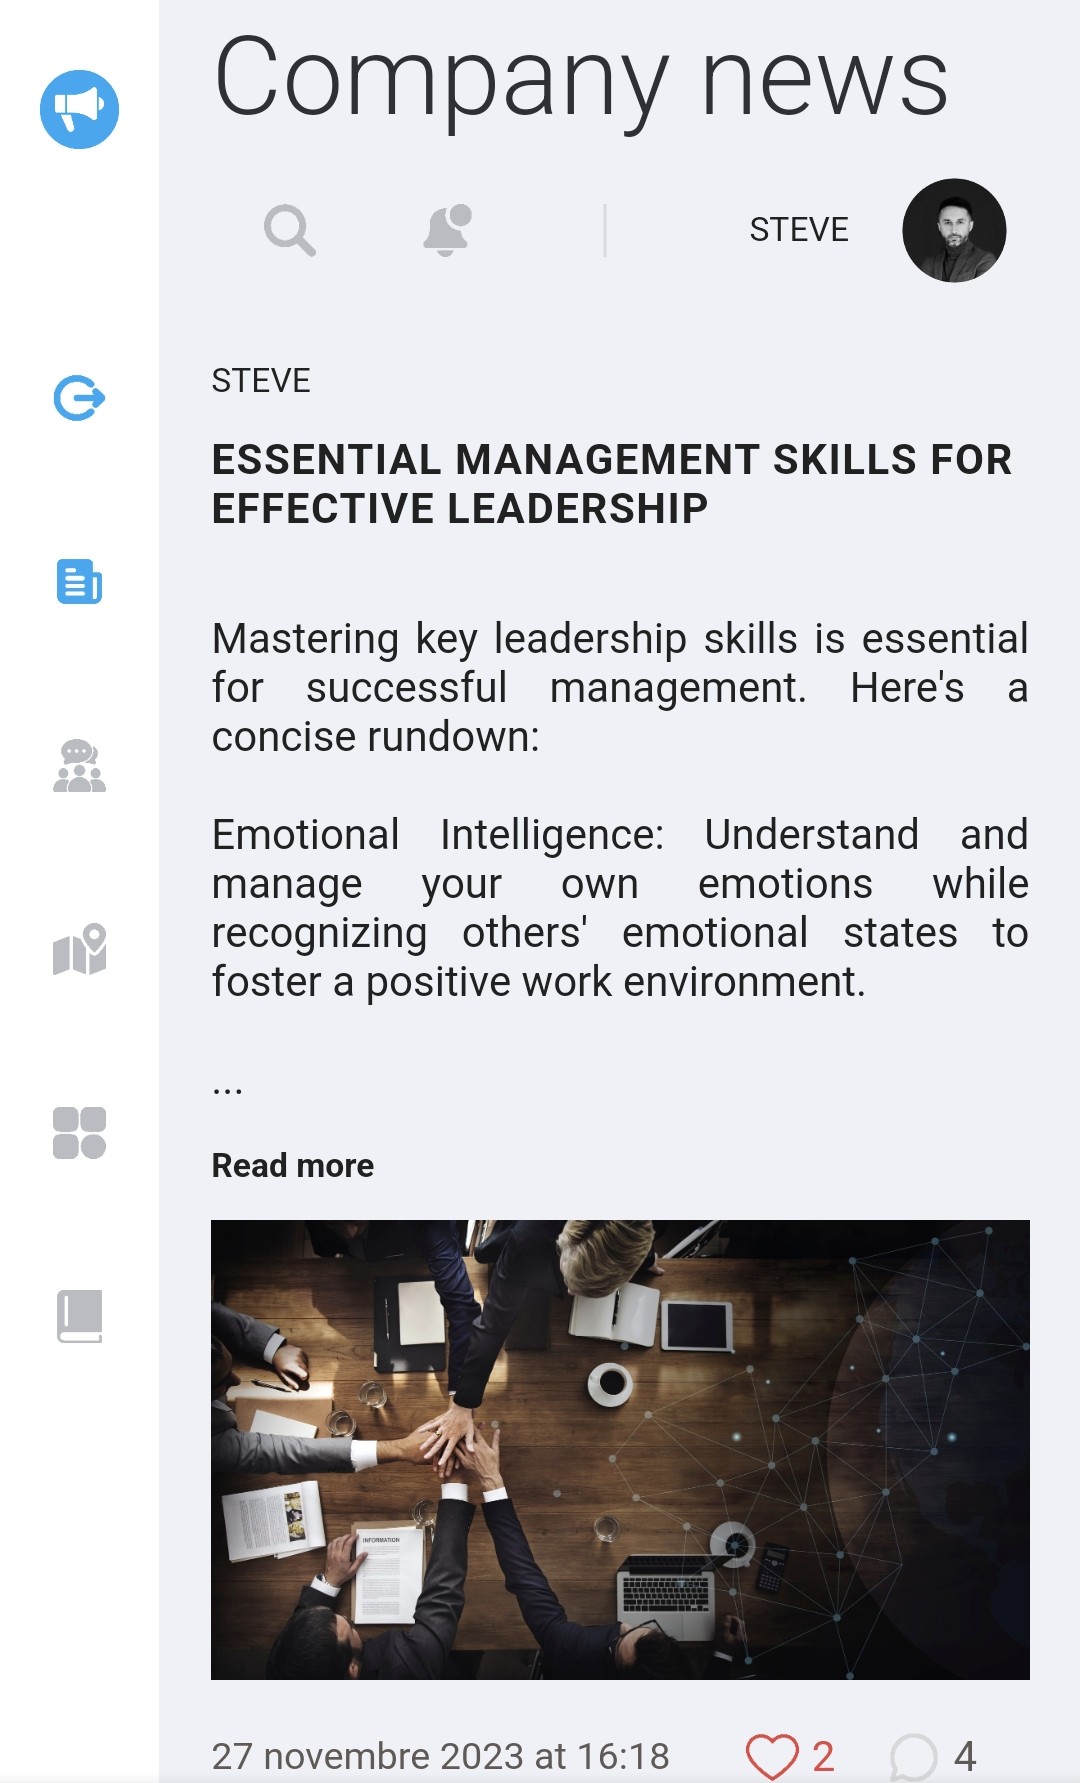 Company news
STEVE
STEVE
ESSENTIAL MANAGEMENT SKILLS FOR
EFFECTIVE LEADERSHIP
Mastering key leadership skills is essential
for successful management. Here's a
concise rundown:
Emotional Intelligence: Understand and
manage your own emotions while
recognizing others' emotional states to
foster a positive work environment.
...
Read more
INFORMATION
27 novembre 2023 at 16:18
2
4